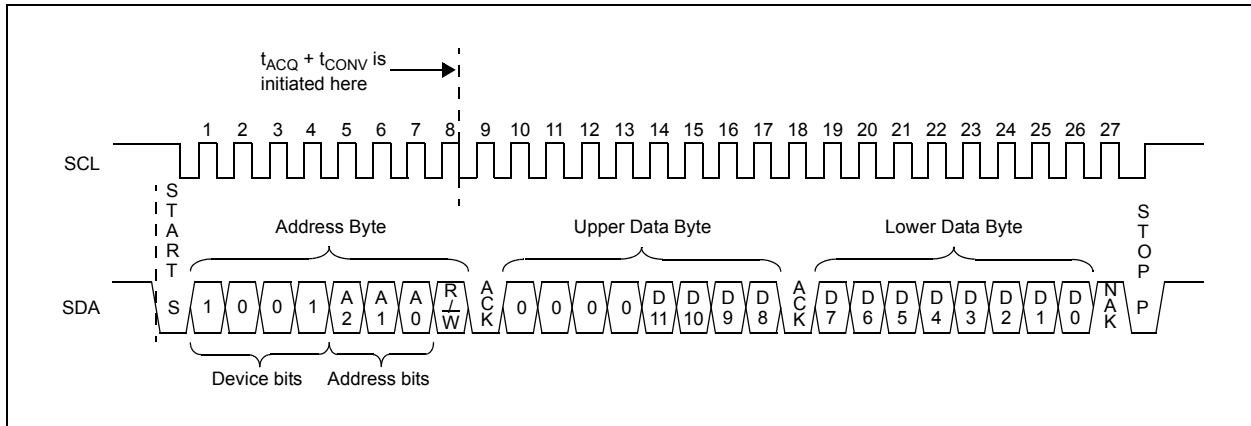 tACQ + tCONV is
initiated here
1 2 3 4 5 6 7 8 9 10 11 12 13 14 15 16 17 18 19 20 21 22 23 24 25 26 27
SCL
START
STOP
Address Byte
Upper Data Byte
Lower Data Byte
SDA
S 1 0 0 1 A2 A1 A0 R/W ACK 0 0 0 0 D11 D10 D9 D8 ACK D7 D6 D5 D4 D3 D2 D1 D0 NAK P
Device bits
Address bits